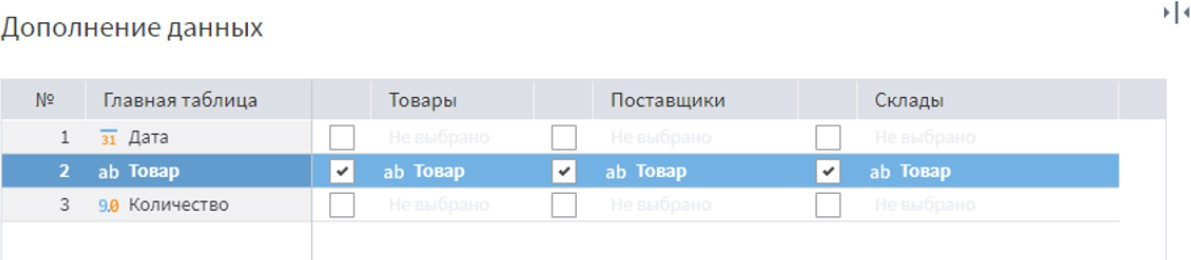 Дополнение данных
№ Главная таблица Товары Поставщики Склады
1 31 Дата Не выбрано Не выбрано Не выбрано
2 ab Товар ab Товар ab Товар ab Товар
3 9.0 Количество Не выбрано Не выбрано Не выбрано